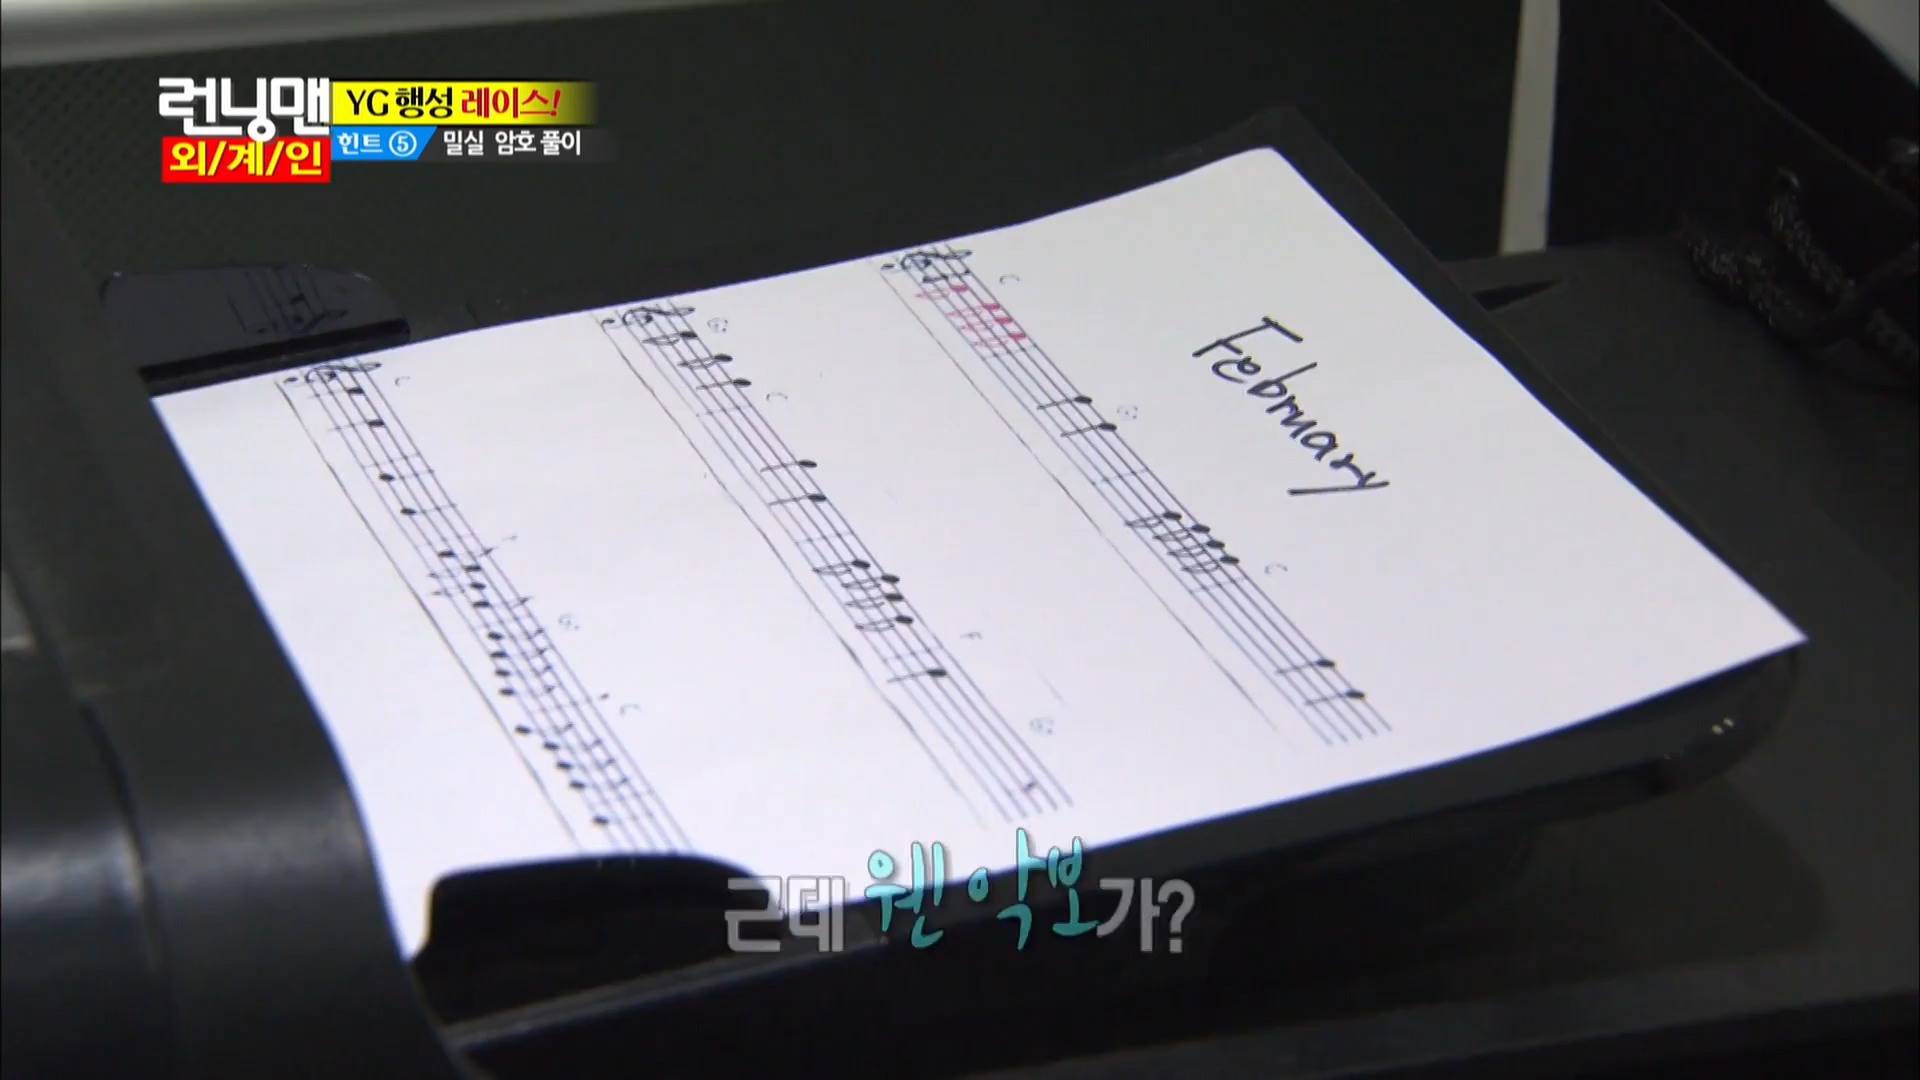 런닝맨
외/계/인
YG 행성 레이스!
힌트 ⑤ 밀실 암호 풀이
February
C
C
C
F
C
근데 웬 악보가?